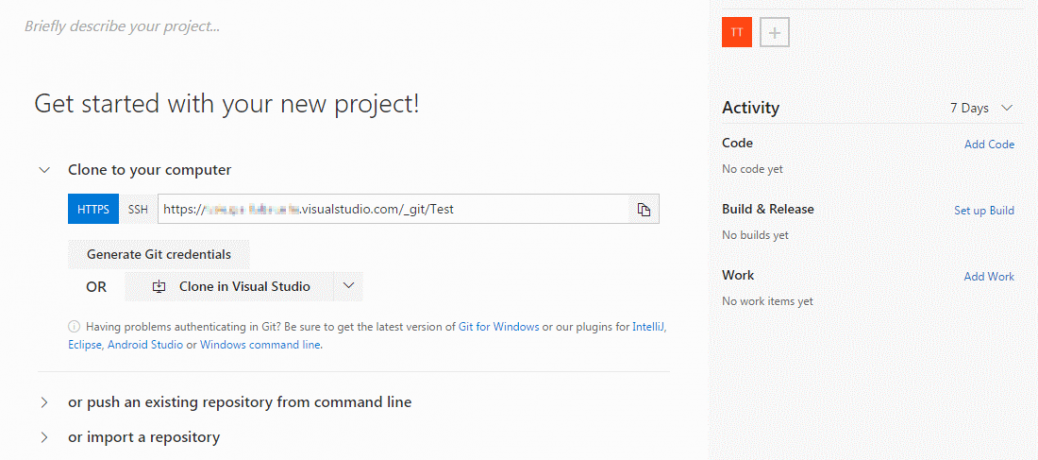 Briefly describe your project...
TT
Get started with your new project!
Activity
7 Days
Clone to your computer
Code
Add Code
No code yet
HTTPS
SSH
https://
.visualstudio.com/_git/Test
Build & Release
Set up Build
No builds yet
Generate Git credentials
OR
Clone in Visual Studio
Work
Add Work
No work items yet
Having problems authenticating in Git? Be sure to get the latest version of Git for Windows or our plugins for IntelliJ,
Eclipse, Android Studio or Windows command line.
or push an existing repository from command line
or import a repository